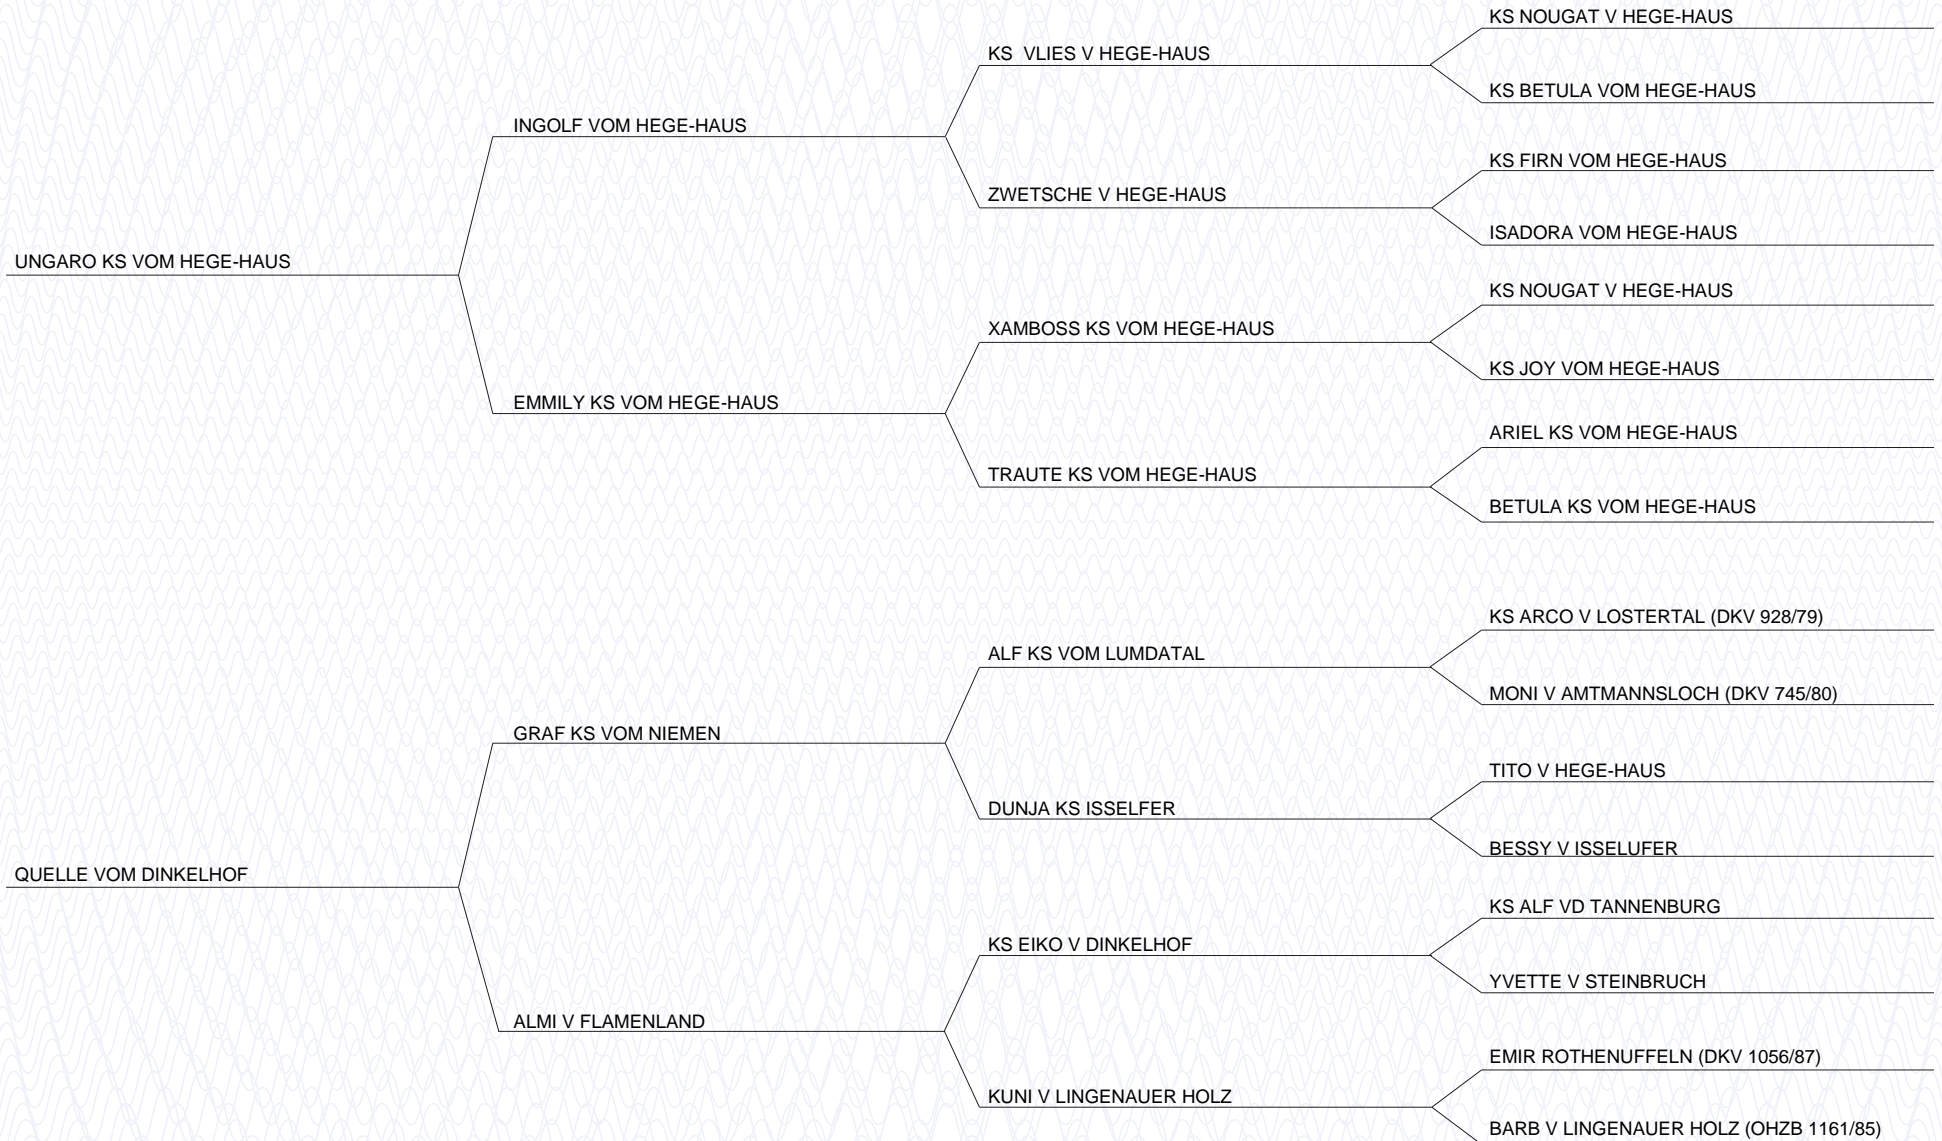 KS NOUGAT V HEGE-HAUS
KS  VLIES V HEGE-HAUS
KS BETULA VOM HEGE-HAUS
INGOLF VOM HEGE-HAUS
KS FIRN VOM HEGE-HAUS
ZWETSCHE V HEGE-HAUS
ISADORA VOM HEGE-HAUS
UNGARO KS VOM HEGE-HAUS
KS NOUGAT V HEGE-HAUS
XAMBOSS KS VOM HEGE-HAUS
KS JOY VOM HEGE-HAUS
EMMILY KS VOM HEGE-HAUS
ARIEL KS VOM HEGE-HAUS
TRAUTE KS VOM HEGE-HAUS
BETULA KS VOM HEGE-HAUS
KS ARCO V LOSTERTAL (DKV 928/79)
ALF KS VOM LUMDATAL
MONI V AMTMANNSLOCH (DKV 745/80)
GRAF KS VOM NIEMEN
TITO V HEGE-HAUS
DUNJA KS ISSELFER
BESSY V ISSELUFER
QUELLE VOM DINKELHOF
KS ALF VD TANNENBURG
KS EIKO V DINKELHOF
YVETTE V STEINBRUCH
ALMI V FLAMENLAND
EMIR ROTHENUFFELN (DKV 1056/87)
KUNI V LINGENAUER HOLZ
BARB V LINGENAUER HOLZ (OHZB 1161/85)